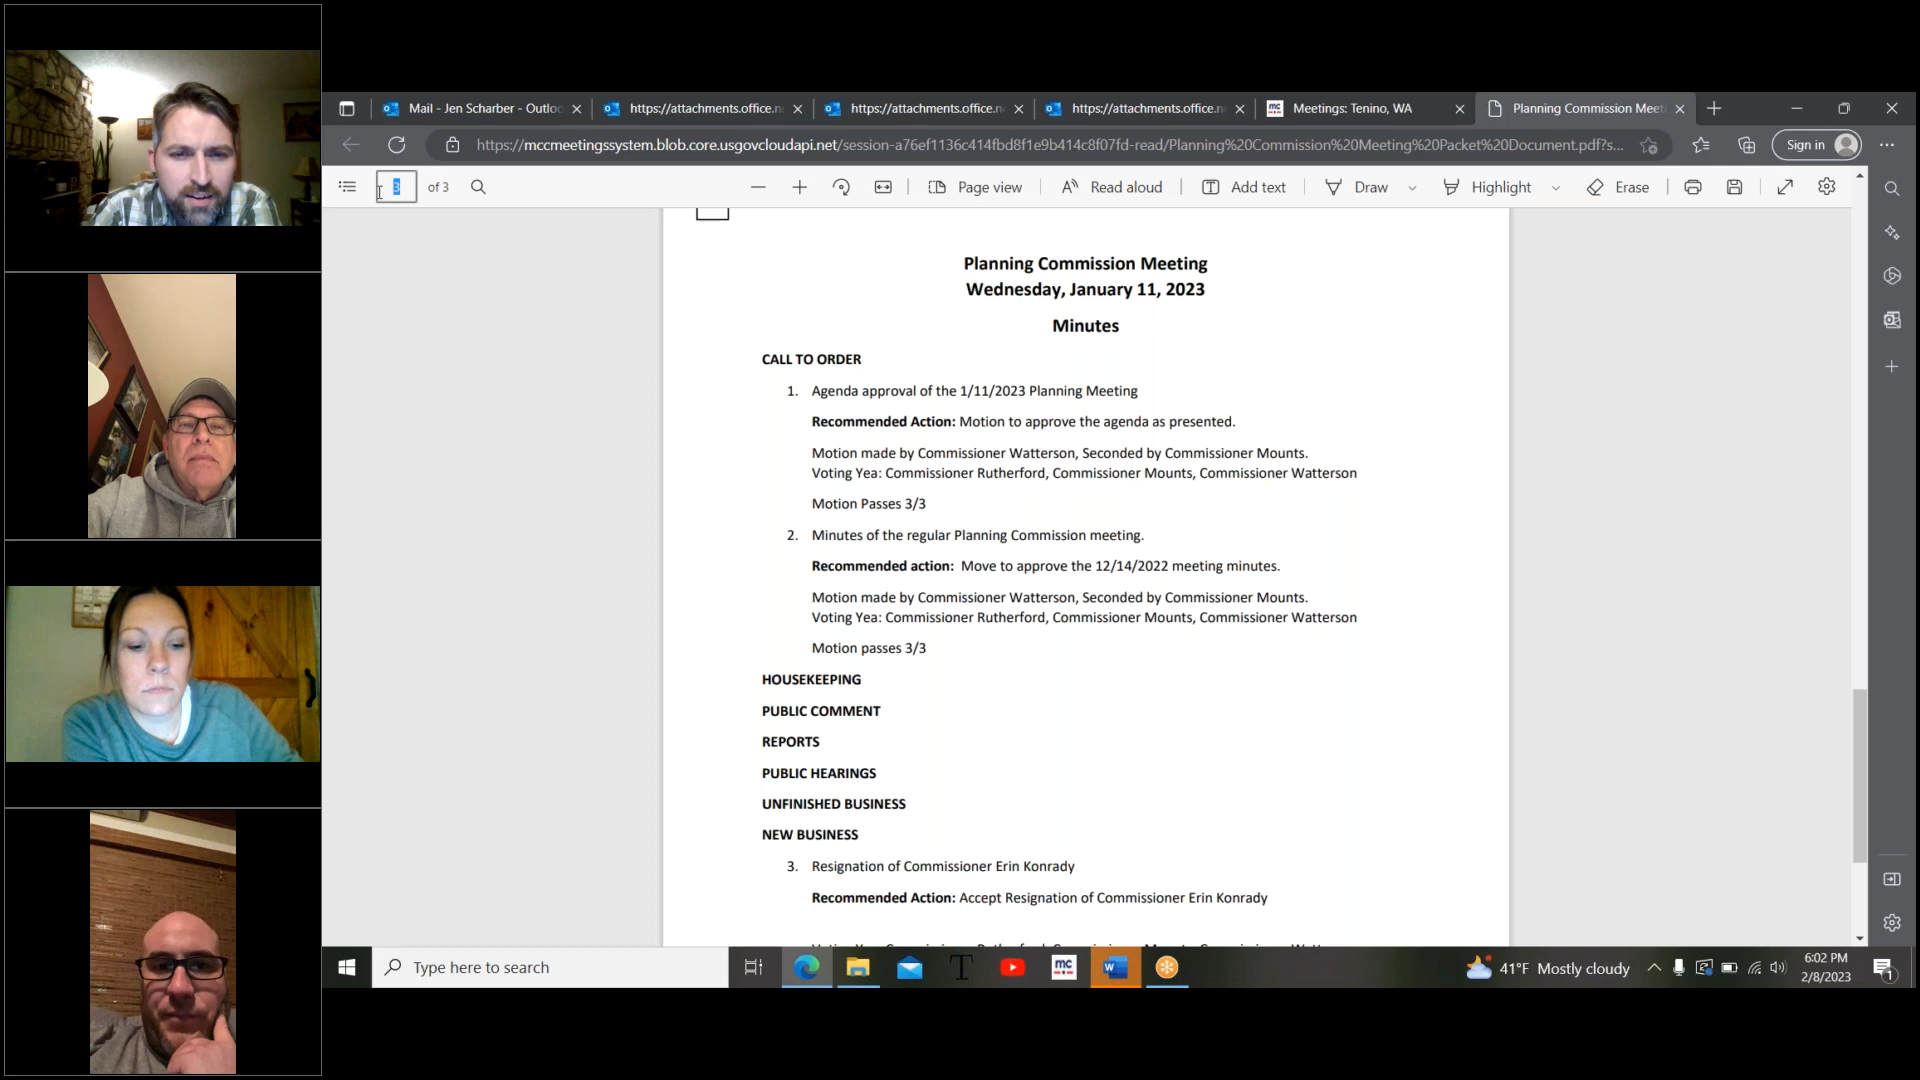 Mail - Jen Scharber - Outloo
https://attachments.office.n
https://attachments.office.n
https://attachments.office.n
mc
Meetings: Tenino, WA
Planning Commission Meet
https://mccmeetingssystem.blob.core.usgovcloudapi.net/session-a76ef1136c414fbd8f1e9b414c8f07fd-read/Planning%20Commission%20Meeting%20Packet%20Document.pdf?s...
Sign in
3 of 3
Page view
Read aloud
Add text
Draw
Highlight
Erase
Planning Commission Meeting
Wednesday, January 11, 2023
Minutes
CALL TO ORDER
1. Agenda approval of the 1/11/2023 Planning Meeting
Recommended Action: Motion to approve the agenda as presented.
Motion made by Commissioner Watterson, Seconded by Commissioner Mounts.
Voting Yea: Commissioner Rutherford, Commissioner Mounts, Commissioner Watterson
Motion Passes 3/3
2. Minutes of the regular Planning Commission meeting.
Recommended action: Move to approve the 12/14/2022 meeting minutes.
Motion made by Commissioner Watterson, Seconded by Commissioner Mounts.
Voting Yea: Commissioner Rutherford, Commissioner Mounts, Commissioner Watterson
Motion passes 3/3
HOUSEKEEPING
PUBLIC COMMENT
REPORTS
PUBLIC HEARINGS
UNFINISHED BUSINESS
NEW BUSINESS
3. Resignation of Commissioner Erin Konrady
Recommended Action: Accept Resignation of Commissioner Erin Konrady
Type here to search
T
mc
W
41°F Mostly cloudy
6:02 PM
2/8/2023
1